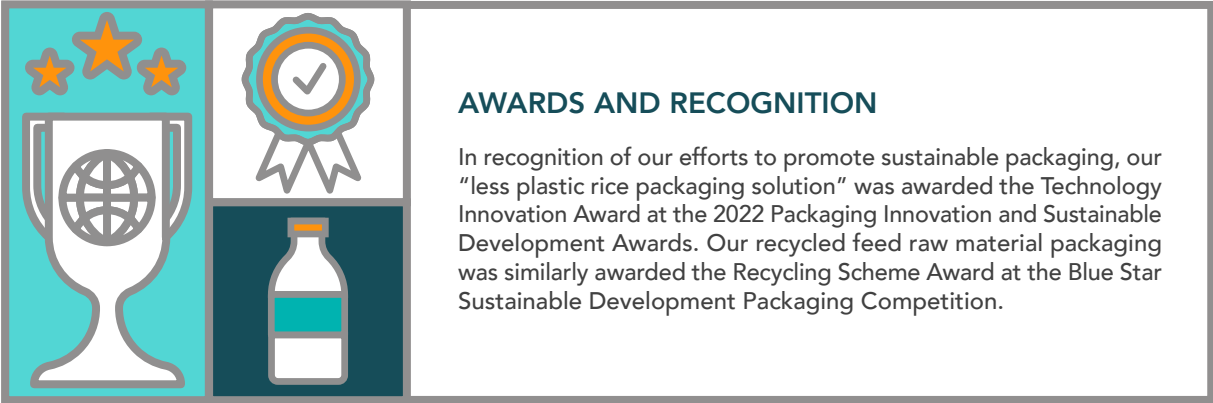 AWARDS AND RECOGNITION
In recognition of our efforts to promote sustainable packaging, our
“less plastic rice packaging solution” was awarded the Technology
Innovation Award at the 2022 Packaging Innovation and Sustainable
Development Awards. Our recycled feed raw material packaging
was similarly awarded the Recycling Scheme Award at the Blue Star
Sustainable Development Packaging Competition.